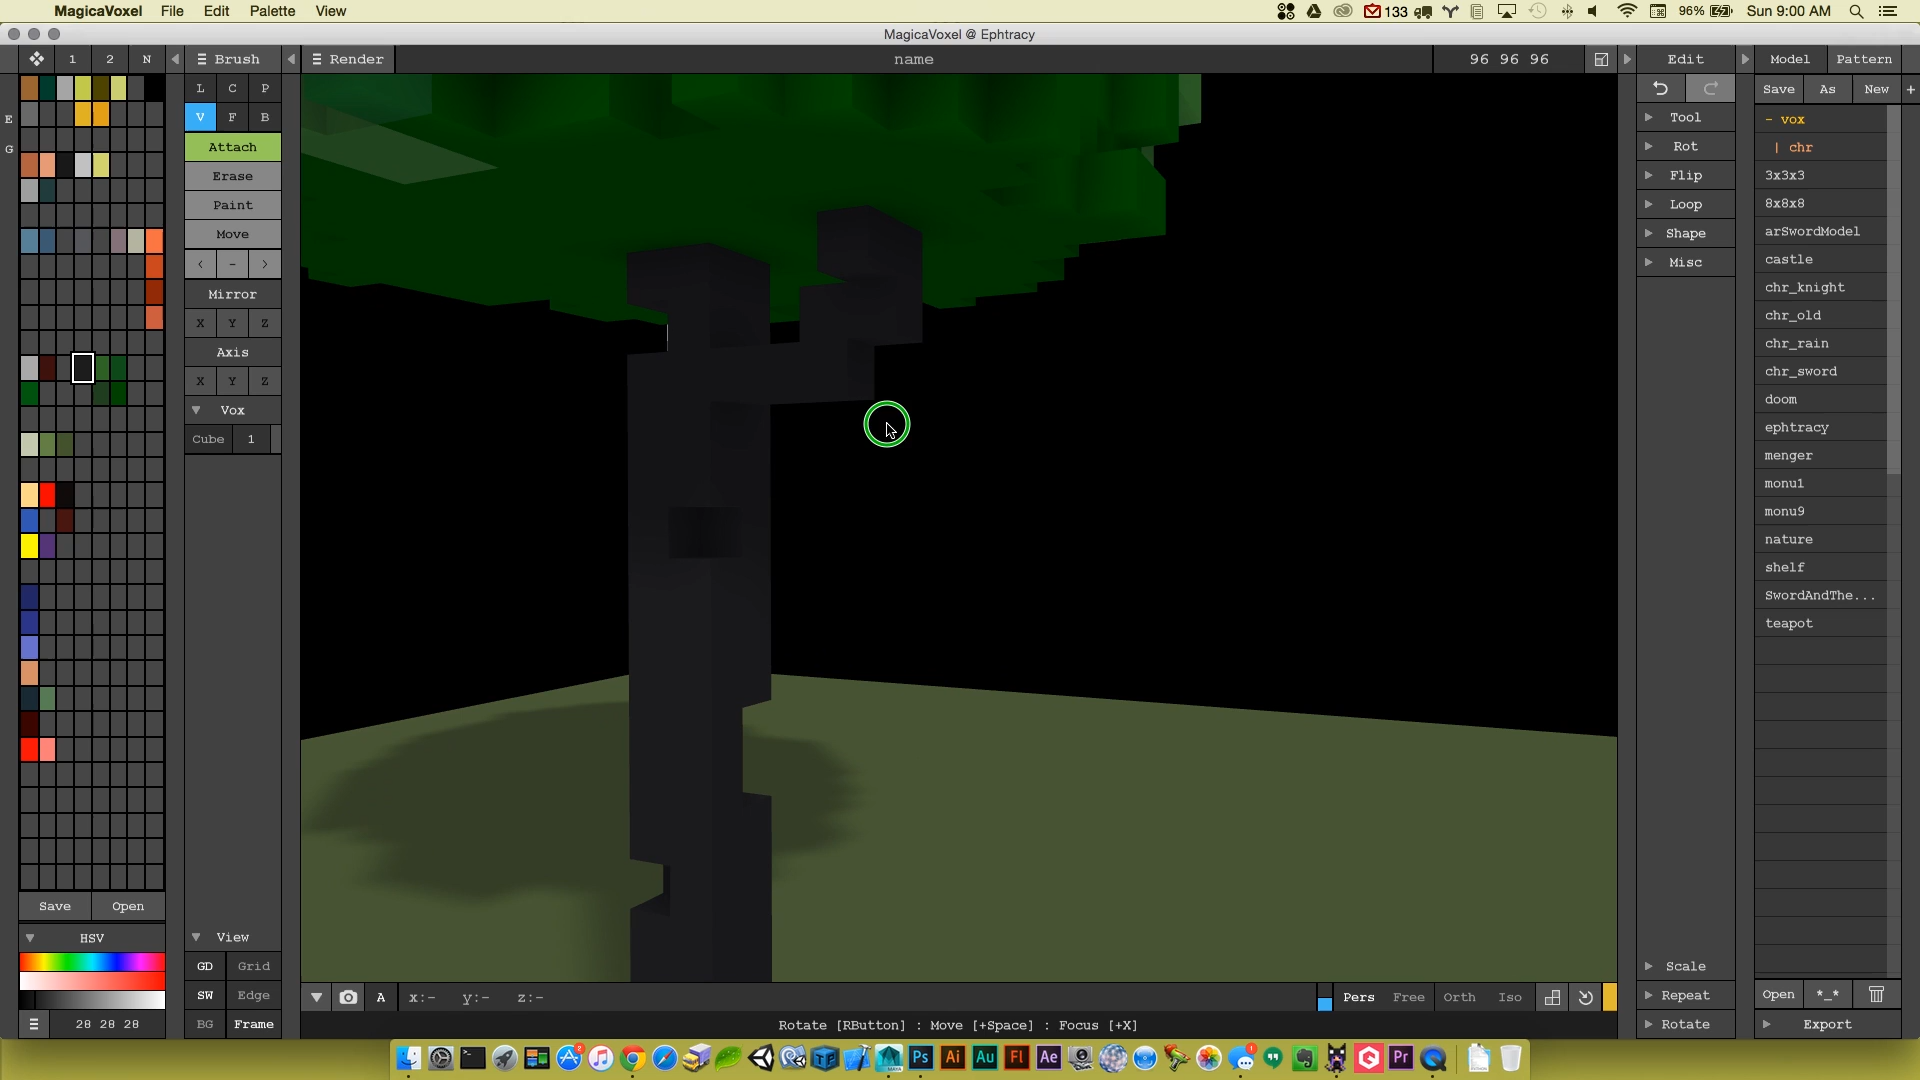 MagicaVoxel File Edit Palette View 133 96% Sun 9:00 AM
MagicaVoxel @ Ephtracy
1 2 N Brush Render name 96 96 96 Edit Model Pattern
L C P Save As New +
E V F B Tool - vox
G Attach Rot | chr
Erase Flip 3x3x3
Paint Loop 8x8x8
Move Shape arSwordModel
< - > Misc castle
Mirror chr_knight
X Y Z chr_old
Axis chr_rain
X Y Z chr_sword
Vox doom
Cube 1 ephtracy
menger
monu1
monu9
nature
shelf
SwordAndThe...
teapot
Save Open
HSV View
GD Grid Scale
SW Edge A x:- y:- z:- Pers Free Orth Iso Repeat Open *_*
28 28 28 BG Frame Rotate [RButton] : Move [+Space] : Focus [+X] Rotate Export
TP MAYA Ps Ai Au Fl Ae Pr